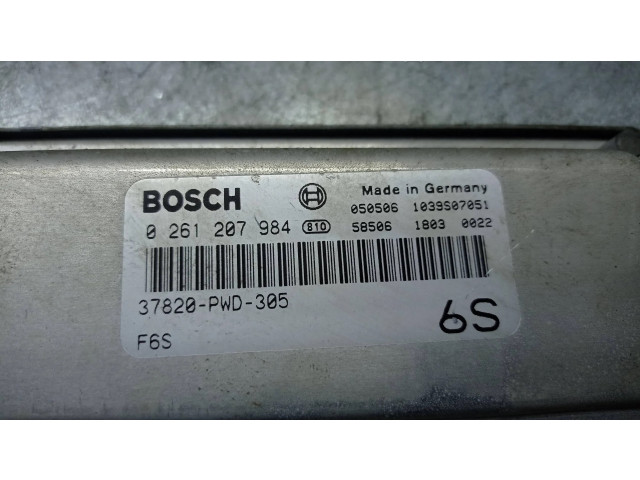 BOSCH Made in Germany
050506 1039S07051
0 261 207 984 810 58506 1803 0022
37820-PWD-305
F6S 6S